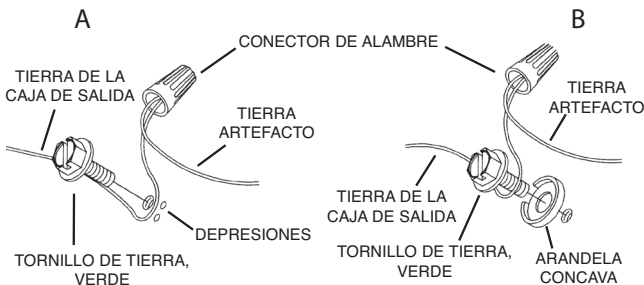 A
B
CONECTOR DE ALAMBRE
TIERRA DE LA
CAJA DE SALIDA
TIERRA
ARTEFACTO
DEPRESIONES
TORNILLO DE TIERRA,
VERDE
TIERRA
ARTEFACTO
TIERRA DE LA
CAJA DE SALIDA
TORNILLO DE TIERRA,
VERDE
ARANDELA
CONCAVA